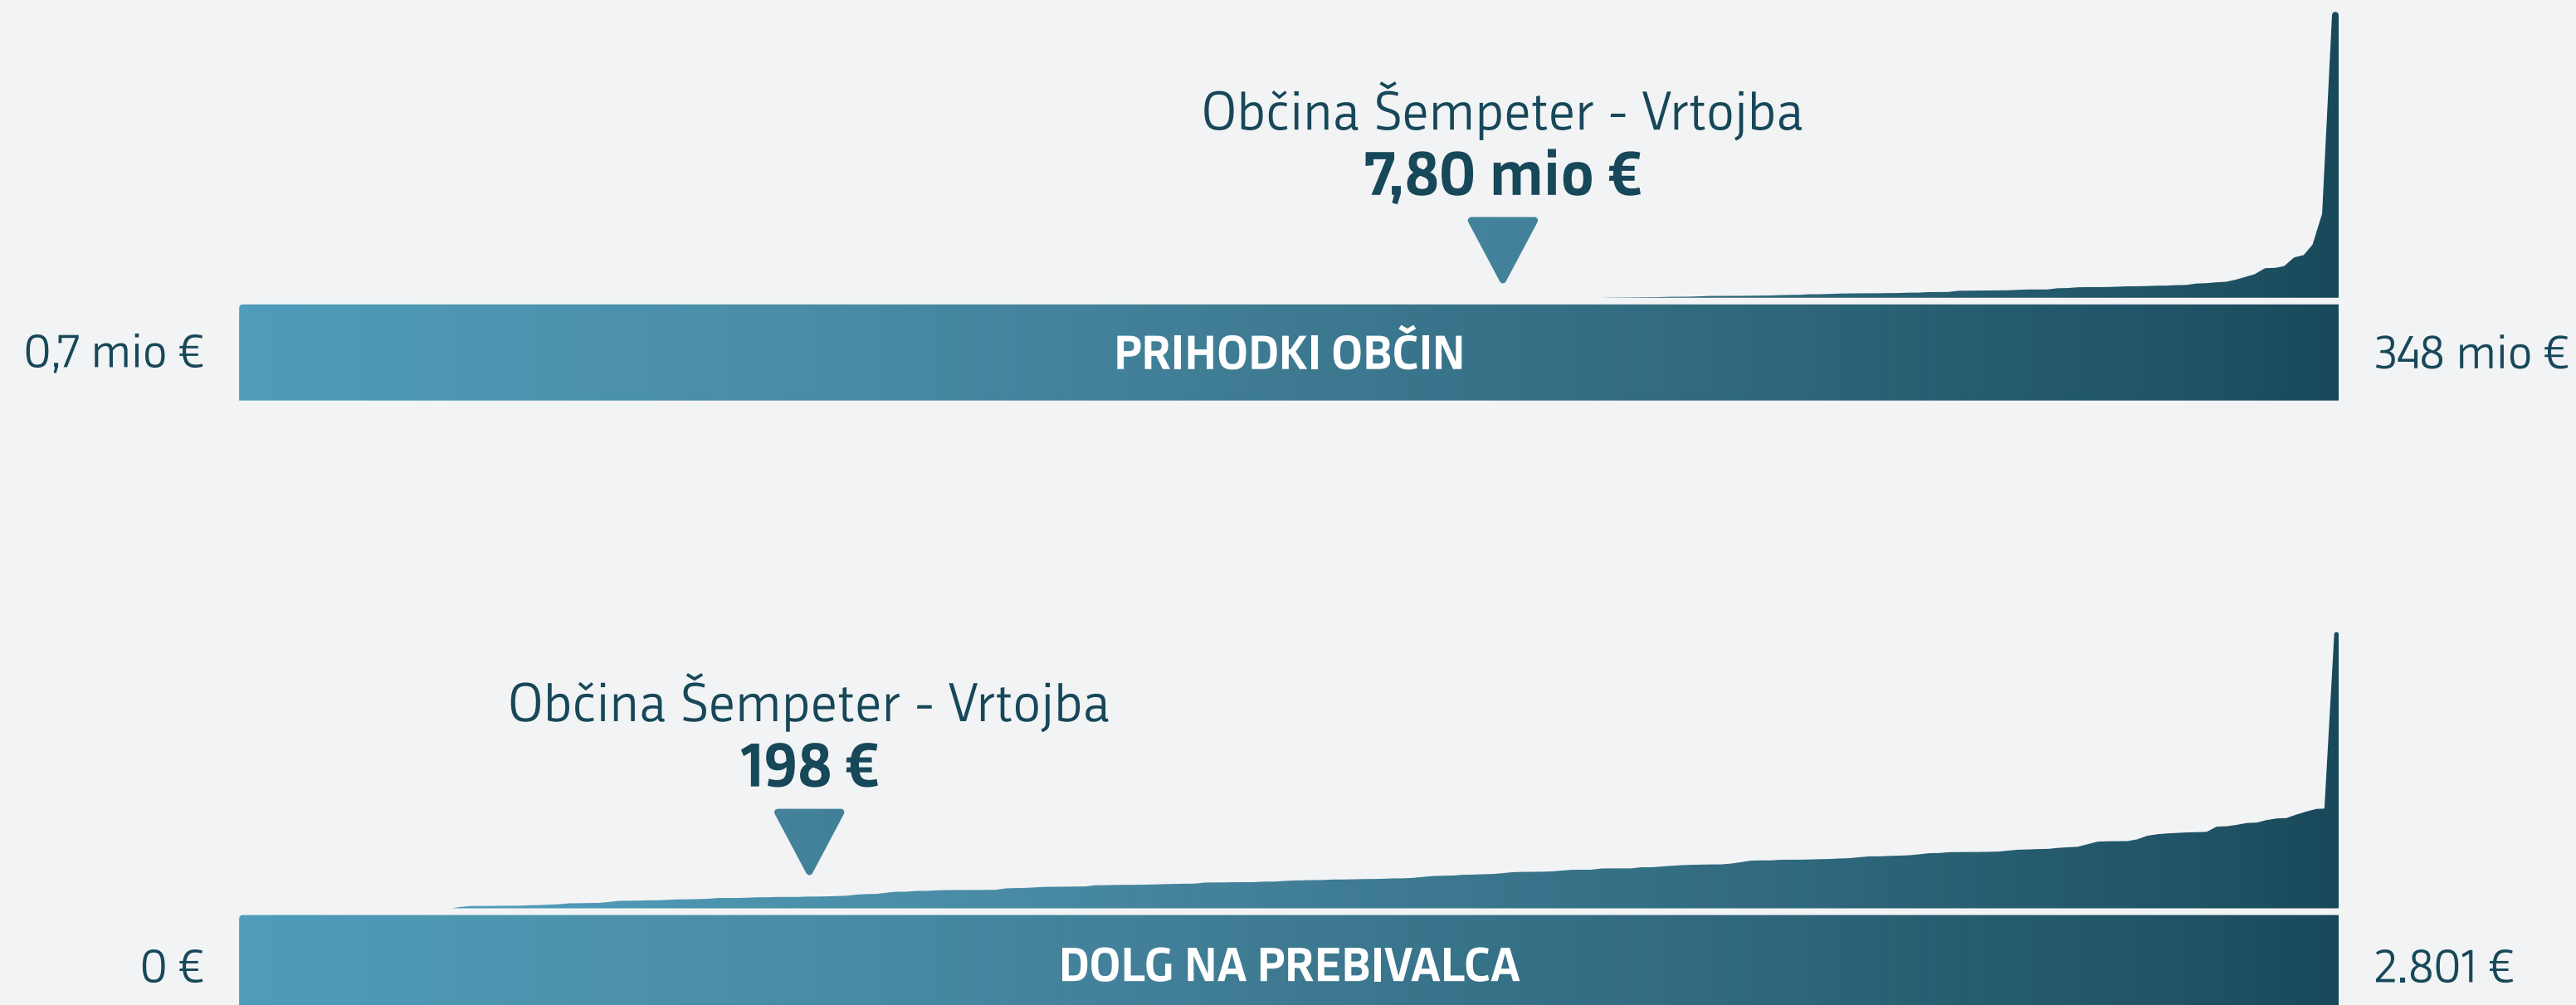 Občina Šempeter - Vrtojba
7,80 mio €
0,7 mio €
PRIHODKI OBČIN
348 mio €
Občina Šempeter - Vrtojba
198 €
0 €
DOLG NA PREBIVALCA
2.801 €